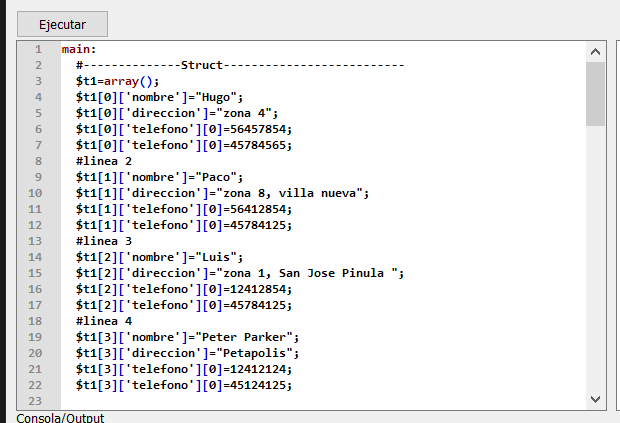 Ejecutar
1 main:
2 #--------------Struct--------------------------
3 $t1=array();
4 $t1[0]['nombre']="Hugo";
5 $t1[0]['direccion']="zona 4";
6 $t1[0]['telefono'][0]=56457854;
7 $t1[0]['telefono'][0]=45784565;
8 #linea 2
9 $t1[1]['nombre']="Paco";
10 $t1[1]['direccion']="zona 8, villa nueva";
11 $t1[1]['telefono'][0]=56412854;
12 $t1[1]['telefono'][0]=45784125;
13 #linea 3
14 $t1[2]['nombre']="Luis";
15 $t1[2]['direccion']="zona 1, San Jose Pinula ";
16 $t1[2]['telefono'][0]=12412854;
17 $t1[2]['telefono'][0]=45784125;
18 #linea 4
19 $t1[3]['nombre']="Peter Parker";
20 $t1[3]['direccion']="Petapolis";
21 $t1[3]['telefono'][0]=12412124;
22 $t1[3]['telefono'][0]=45124125;
23
Consola/Output